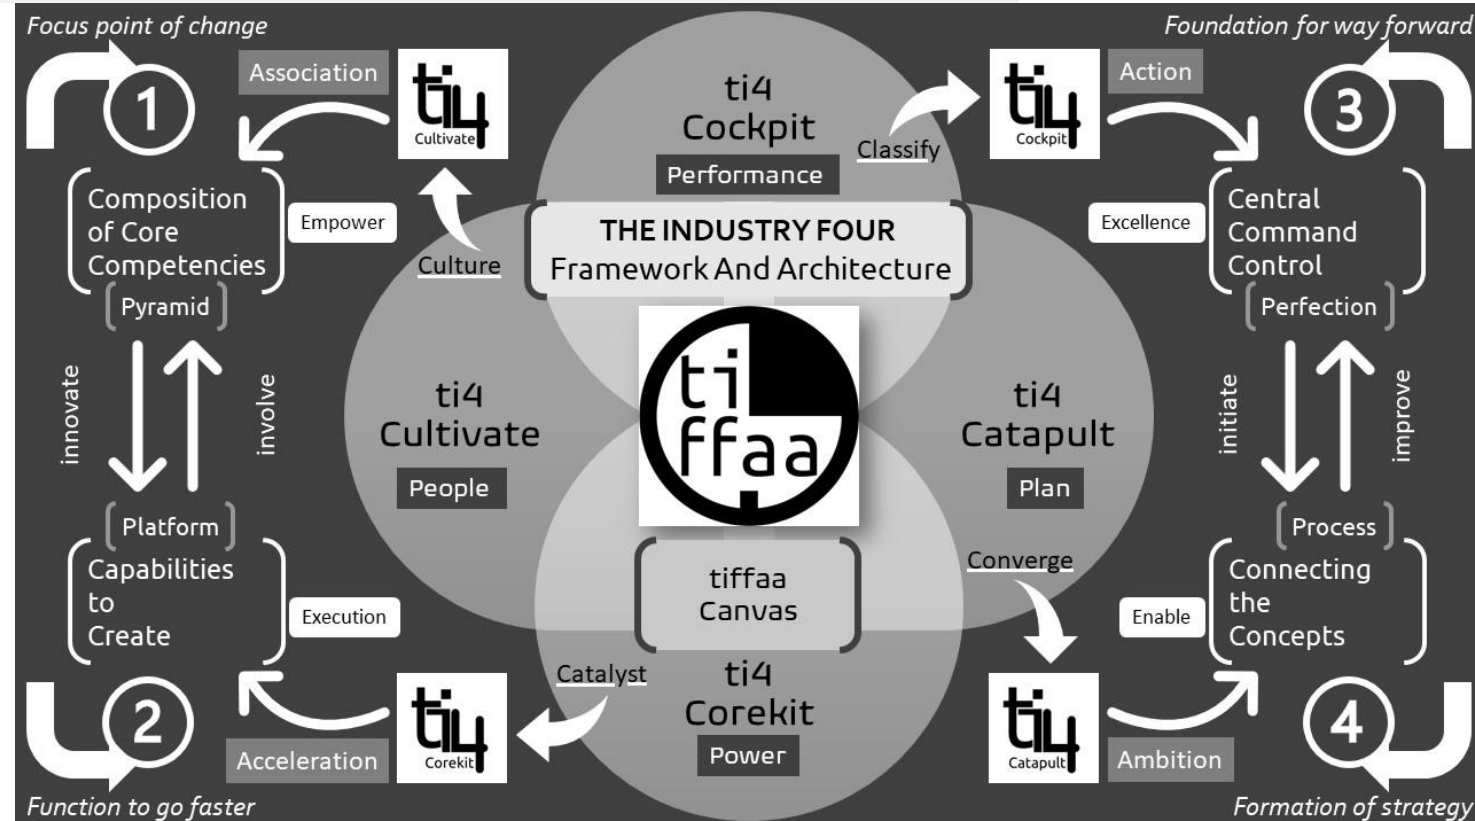 Focus point of change
1
Association
ti4
Cultivate
Composition
of Core
Competencies
Empower
Pyramid
Culture
innovate
involve
Platform
Capabilities
to
Create
Execution
2
Acceleration
ti4
Corekit
Function to go faster
ti4
Cockpit
Performance
THE INDUSTRY FOUR
Framework And Architecture
ti
ffaa
ti4
Cultivate
People
ti4
Catapult
Plan
tiffaa
Canvas
ti4
Corekit
Power
Catalyst
Classify
Converge
Foundation for way forward
ti4
Cockpit
Action
3
Excellence
Central
Command
Control
Perfection
initiate
improve
Process
Connecting
the
Concepts
Enable
ti4
Catapult
Ambition
4
Formation of strategy